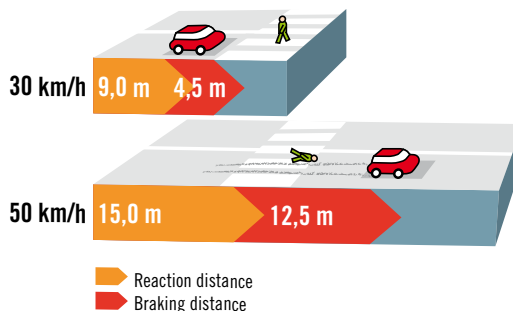 30 km/h 9,0 m 4,5 m
50 km/h 15,0 m 12,5 m
Reaction distance
Braking distance